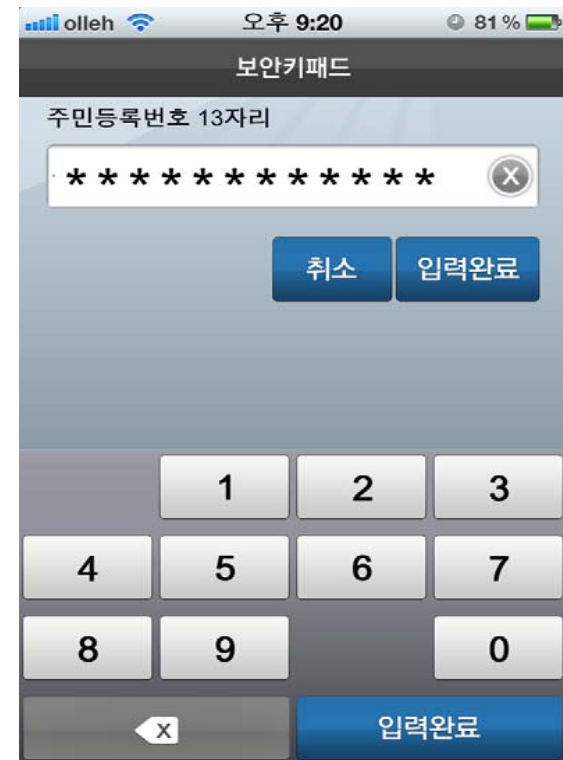 olleh 오후 9:20 81 %
보안키패드
주민등록번호 13자리
* * * * * * * * * * * *
취소 입력완료
1 2 3
4 5 6 7
8 9 0
X 입력완료